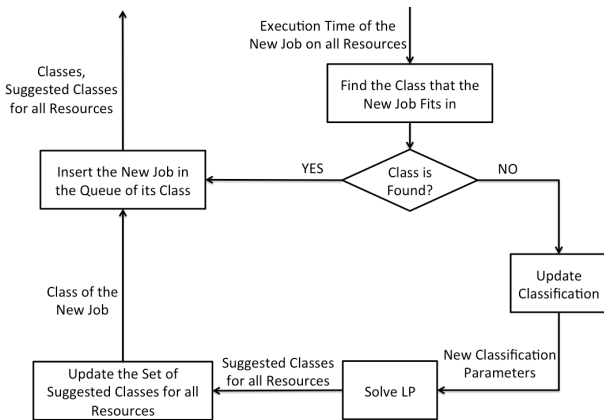 Execution Time of the
New Job on all Resources
Find the Class that the
New Job Fits in
Class is
Found?
YES
NO
Insert the New Job in
the Queue of its Class
Classes,
Suggested Classes
for all Resources
Update
Classification
New Classification
Parameters
Solve LP
Suggested Classes
for all Resources
Update the Set of
Suggested Classes for all
Resources
Class of the
New Job